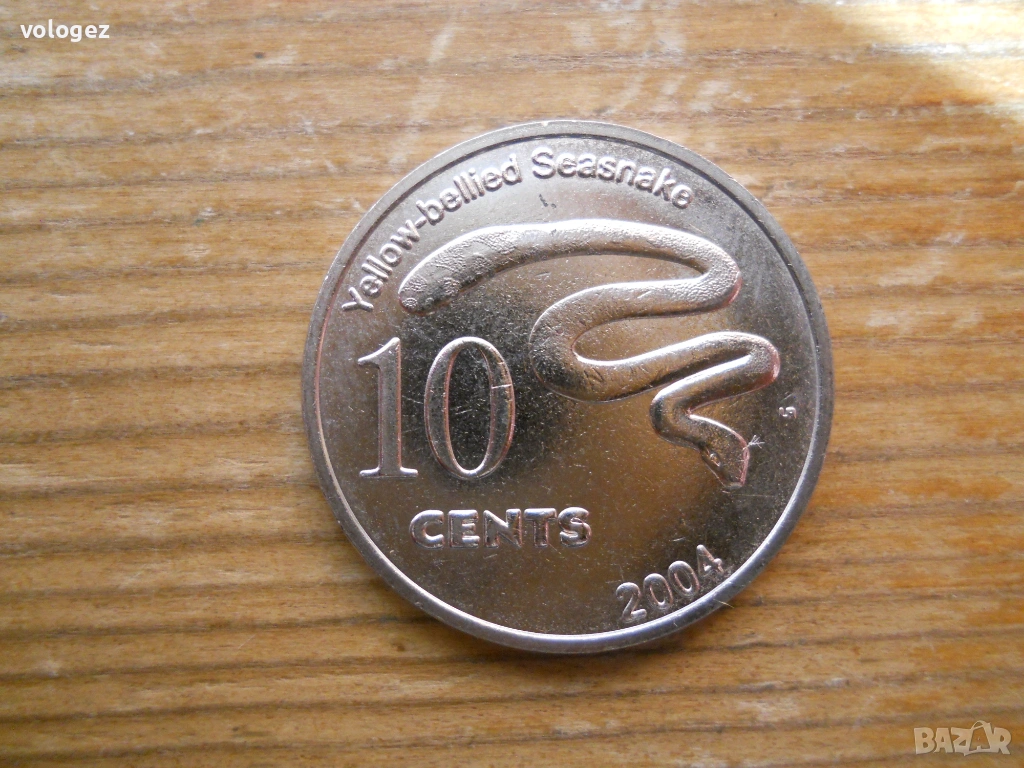 vologez
Yellow-bellied Seasnake
10
CENTS
2004
BAZAR